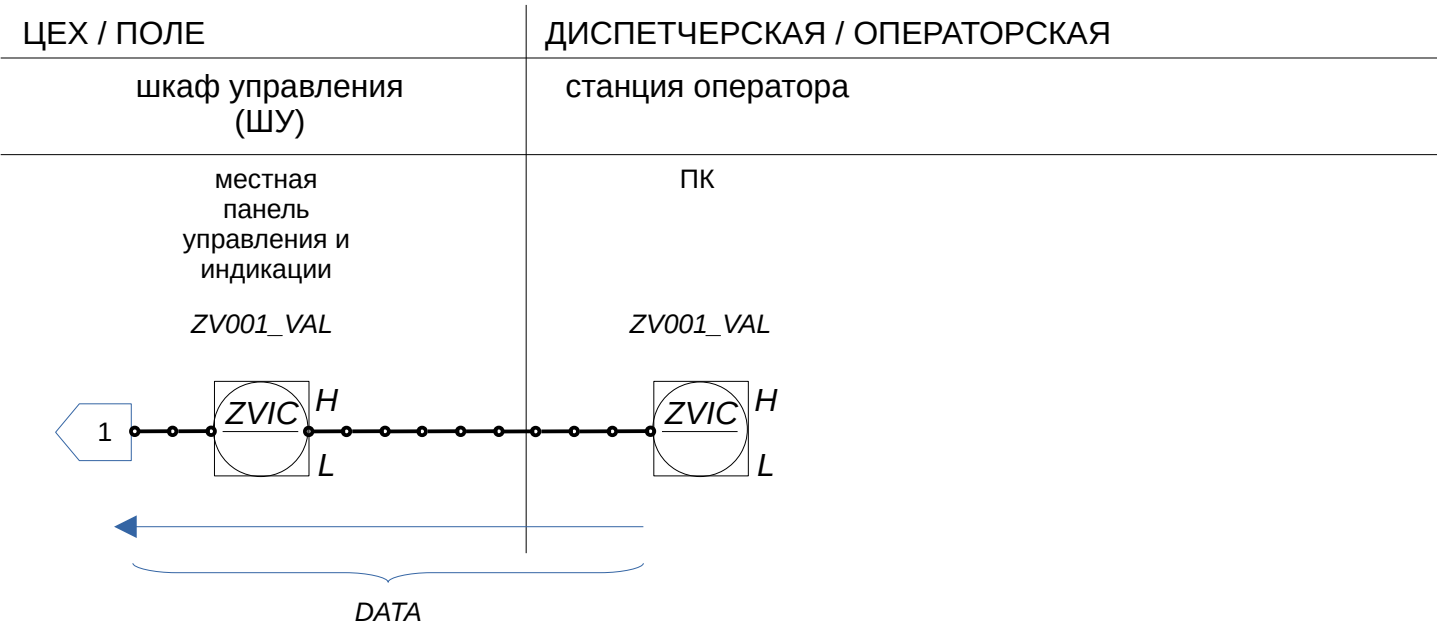 ЦЕХ / ПОЛЕ
ДИСПЕТЧЕРСКАЯ / ОПЕРАТОРСКАЯ
шкаф управления
(ШУ)
станция оператора
местная
панель
управления и
индикации
ПК
ZV001_VAL
ZV001_VAL
1
ZVIC
H
L
ZVIC
H
L
DATA